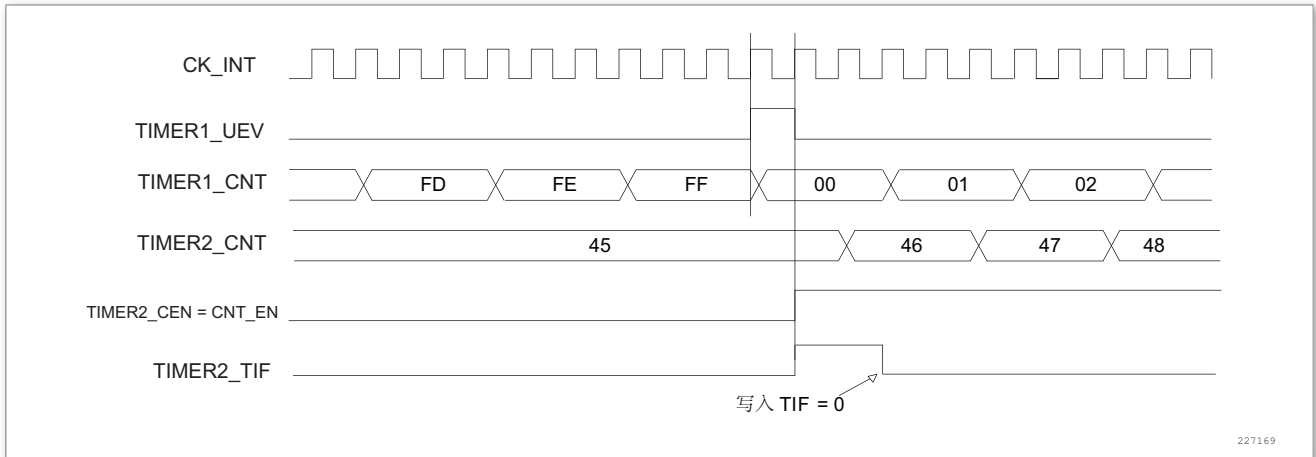 CK_INT
TIMER1_UEV
TIMER1_CNT FD FE FF 00 01 02
TIMER2_CNT 45 46 47 48
TIMER2_CEN = CNT_EN
TIMER2_TIF
写入 TIF = 0
227169